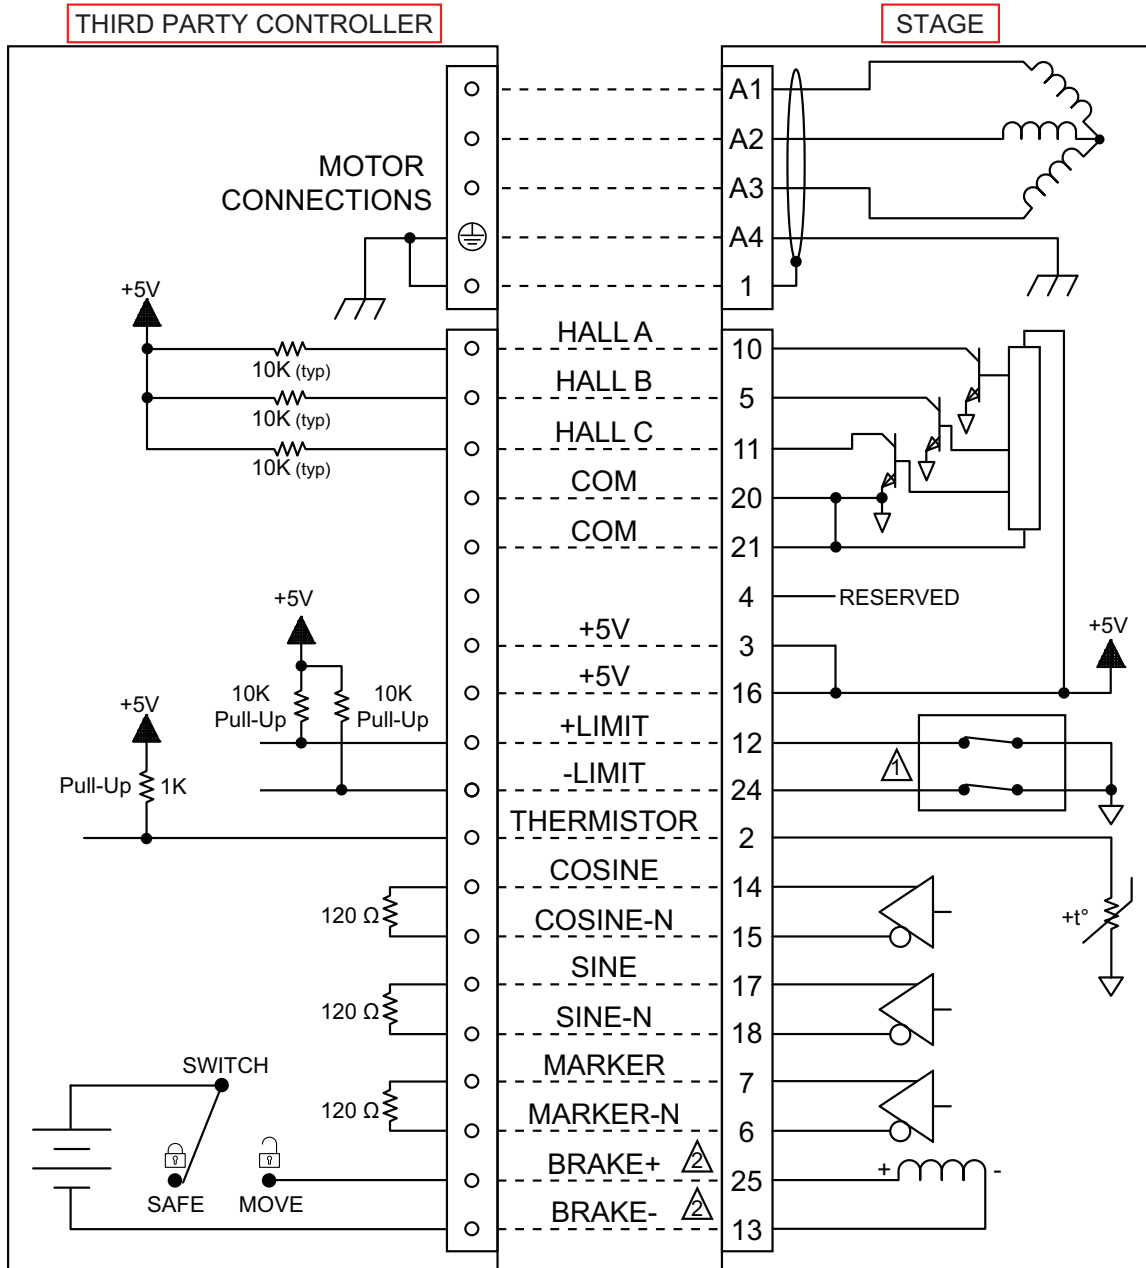 THIRD PARTY CONTROLLER
STAGE
MOTOR
CONNECTIONS
A1
A2
A3
A4
1
+5V
10K (typ)
10K (typ)
10K (typ)
HALL A
10
HALL B
5
HALL C
11
COM
20
COM
21
4
RESERVED
+5V
3
+5V
16
+5V
+5V
10K
Pull-Up
10K
Pull-Up
+LIMIT
12
-LIMIT
24
1
+5V
Pull-Up
1K
THERMISTOR
2
+t°
COSINE
14
120 Ω
COSINE-N
15
SINE
17
120 Ω
SINE-N
18
MARKER
7
120 Ω
MARKER-N
6
SWITCH
SAFE
MOVE
BRAKE+
2
25
+
-
BRAKE-
2
13